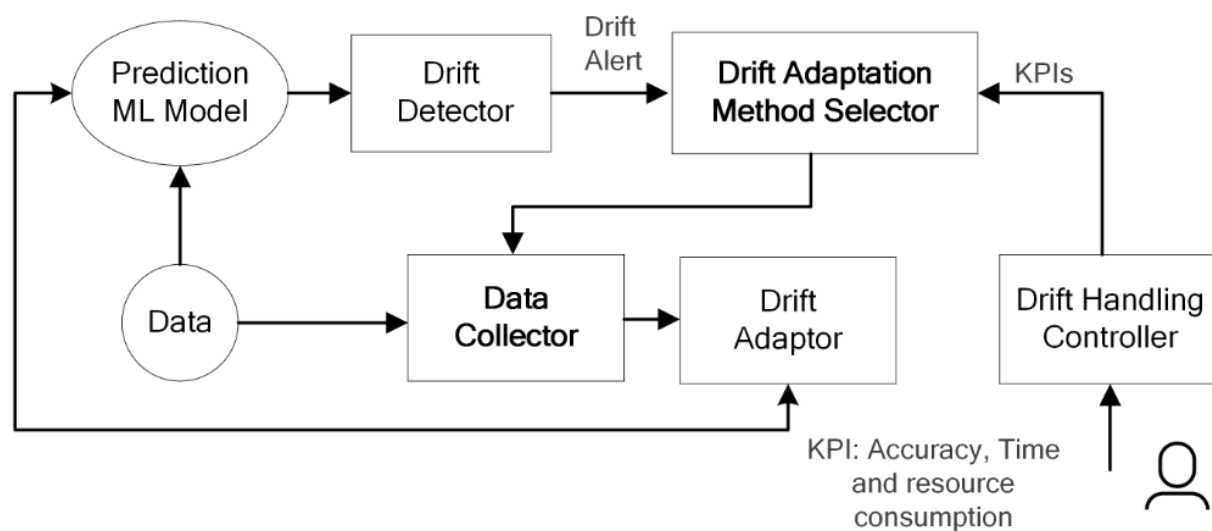 Prediction
ML Model
Drift
Detector
Drift
Alert
Drift Adaptation
Method Selector
KPIs
Data
Data
Collector
Drift
Adaptor
Drift Handling
Controller
KPI: Accuracy, Time
and resource
consumption